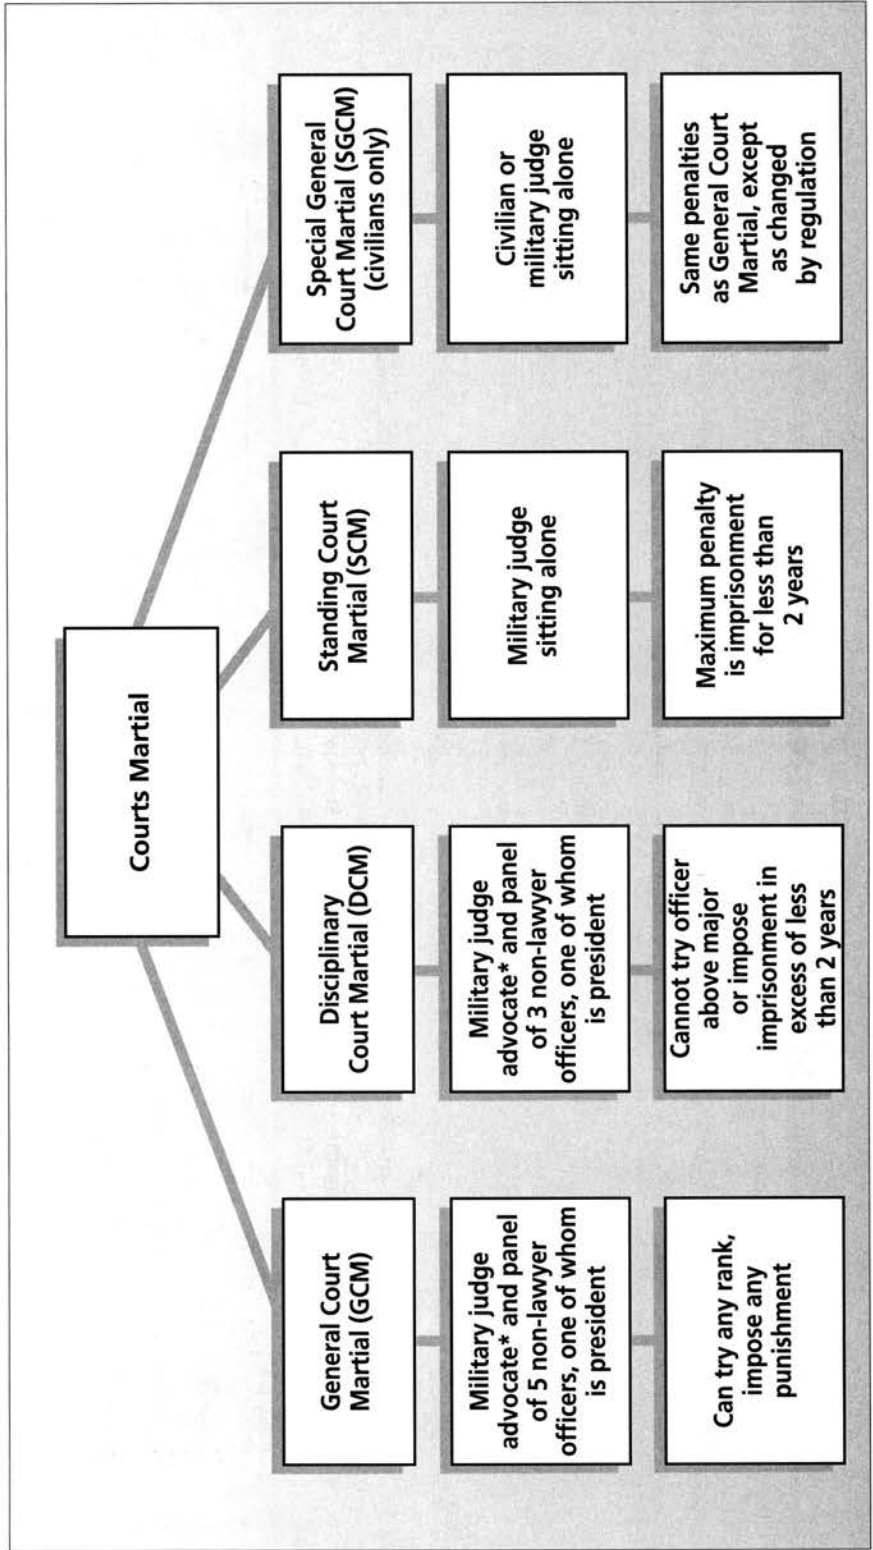 Courts Martial
General Court
Martial (GCM)
Military judge
advocate* and panel
of 5 non-lawyer
officers, one of whom
is president
Can try any rank,
impose any
punishment
Disciplinary
Court Martial (DCM)
Military judge
advocate* and panel
of 3 non-lawyer
officers, one of whom
is president
Cannot try officer
above major
or impose
imprisonment in
excess of less
than 2 years
Standing Court
Martial (SCM)
Military judge
sitting alone
Maximum penalty
is imprisonment
for less than
2 years
Special General
Court Martial (SGCM)
(civilians only)
Civilian or
military judge
sitting alone
Same penalties
as General Court
Martial, except
as changed
by regulation